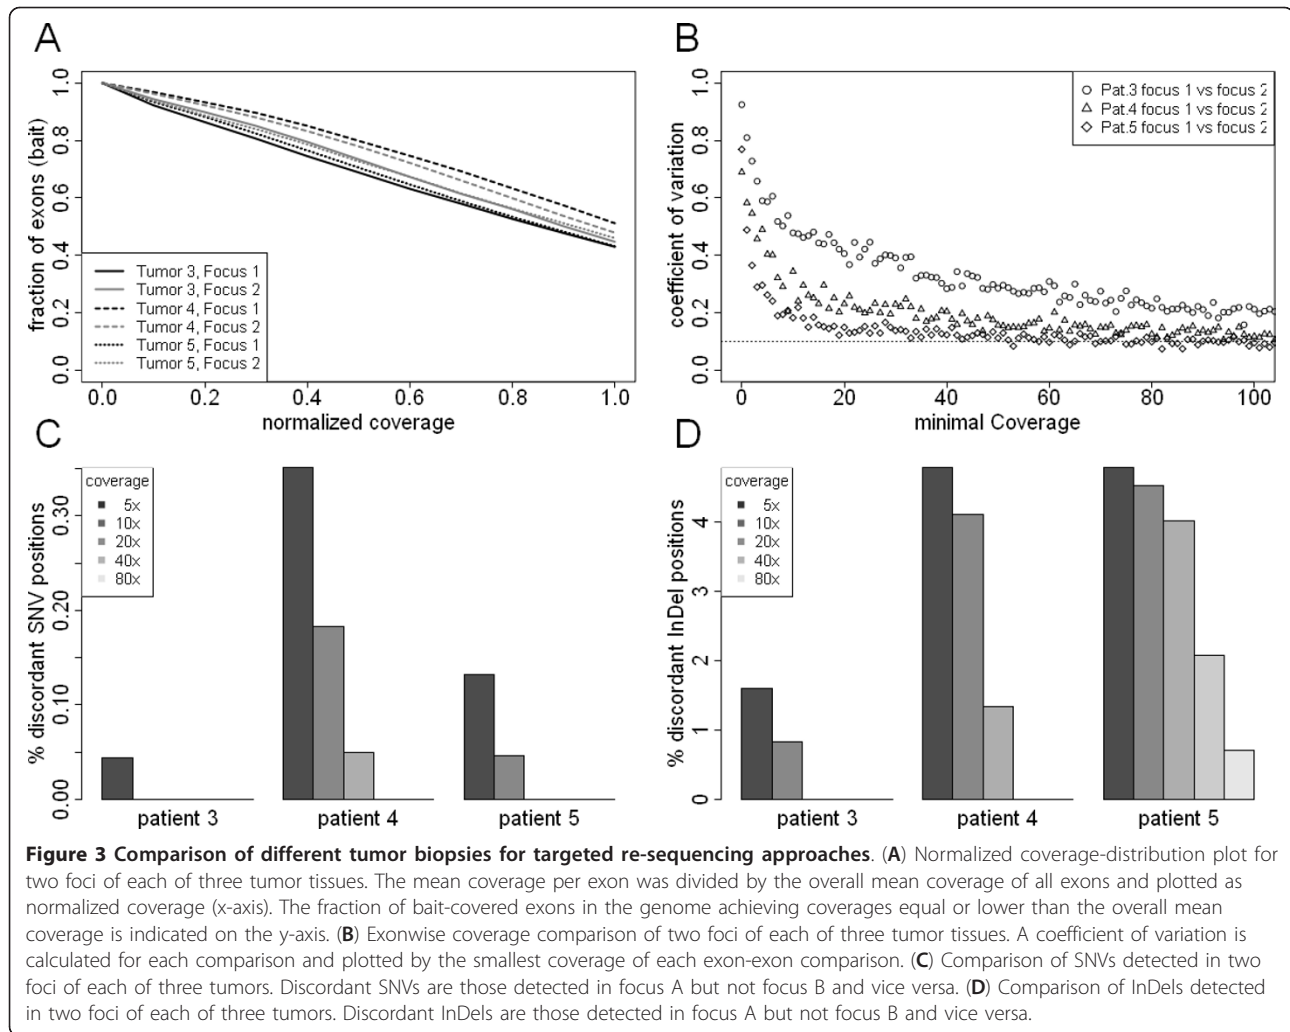 A
fraction of exons (bait)
1.0
0.8
0.6
0.4
0.2
0.0
Tumor 3, Focus 1
Tumor 3, Focus 2
Tumor 4, Focus 1
Tumor 4, Focus 2
Tumor 5, Focus 1
Tumor 5, Focus 2
0.0 0.2 0.4 0.6 0.8 1.0
normalized coverage
B
coefficient of variation
1.0
0.8
0.6
0.4
0.2
0.0
Pat.3 focus 1 vs focus 2
Pat.4 focus 1 vs focus 2
Pat.5 focus 1 vs focus 2
0 20 40 60 80 100
minimal Coverage
C
% discordant SNV positions
0.30
0.20
0.10
0.00
coverage
5x
10x
20x
40x
80x
patient 3 patient 4 patient 5
D
% discordant InDel positions
4
3
2
1
0
coverage
5x
10x
20x
40x
80x
patient 3 patient 4 patient 5
Figure 3 Comparison of different tumor biopsies for targeted re-sequencing approaches. (A) Normalized coverage-distribution plot for
two foci of each of three tumor tissues. The mean coverage per exon was divided by the overall mean coverage of all exons and plotted as
normalized coverage (x-axis). The fraction of bait-covered exons in the genome achieving coverages equal or lower than the overall mean
coverage is indicated on the y-axis. (B) Exonwise coverage comparison of two foci of each of three tumor tissues. A coefficient of variation is
calculated for each comparison and plotted by the smallest coverage of each exon-exon comparison. (C) Comparison of SNVs detected in two
foci of each of three tumors. Discordant SNVs are those detected in focus A but not focus B and vice versa. (D) Comparison of InDels detected
in two foci of each of three tumors. Discordant InDels are those detected in focus A but not focus B and vice versa.